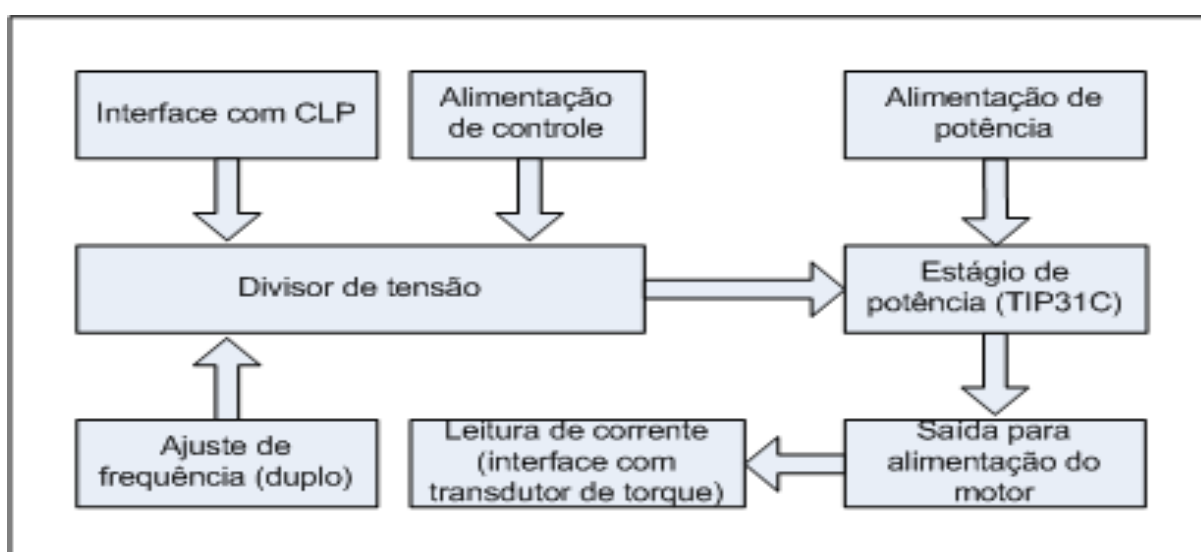 Interface com CLP
Alimentação
de controle
Alimentação de
potência
Divisor de tensão
Estágio de
potência (TIP31C)
Ajuste de
frequência (duplo)
Leitura de corrente
(interface com
transdutor de torque)
Saída para
alimentação do
motor